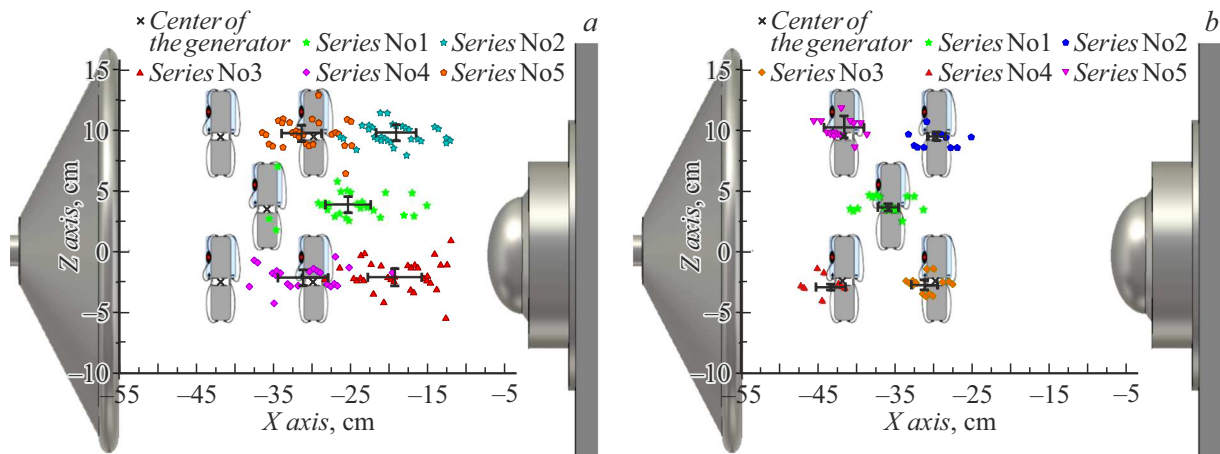 a
× Center of the generator
Series No1
Series No2
Series No3
Series No4
Series No5
15
10
5
0
−5
−10
Z axis, cm
−55 −45 −35 −25 −15 −5
X axis, cm
b
× Center of the generator
Series No1
Series No2
Series No3
Series No4
Series No5
15
10
5
0
−5
−10
Z axis, cm
−55 −45 −35 −25 −15 −5
X axis, cm